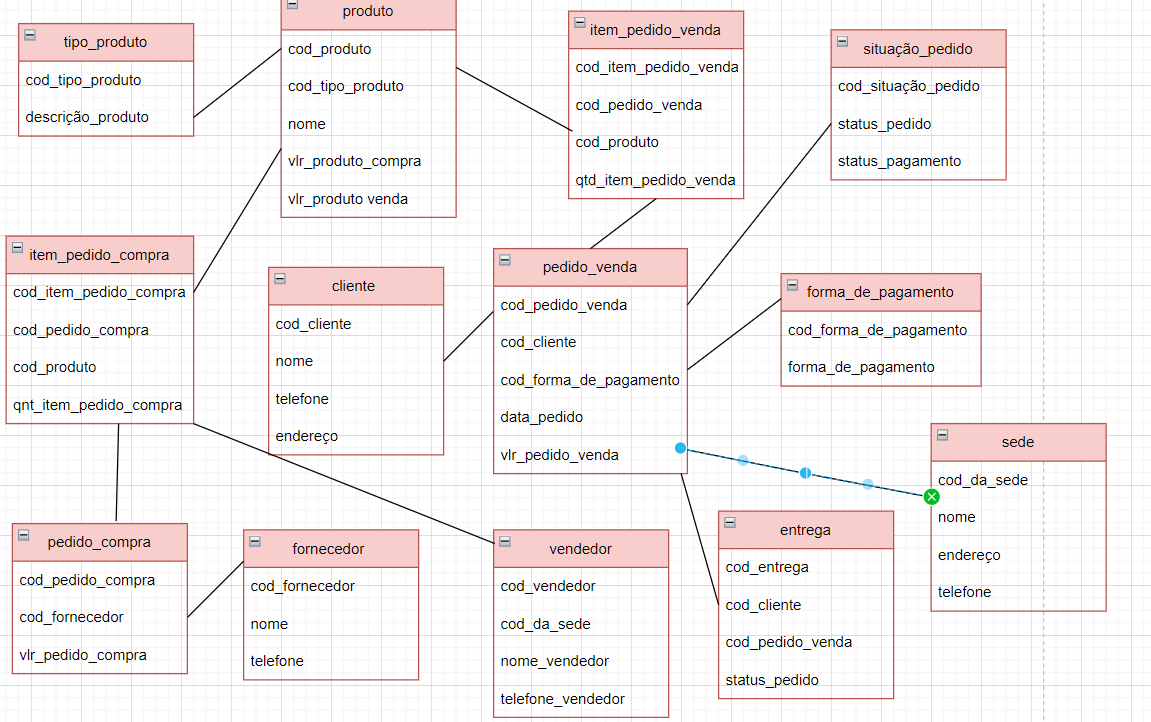 tipo_produto
cod_tipo_produto
descrição_produto
produto
cod_produto
cod_tipo_produto
nome
vlr_produto_compra
vlr_produto venda
item_pedido_venda
cod_item_pedido_venda
cod_pedido_venda
cod_produto
qtd_item_pedido_venda
situação_pedido
cod_situação_pedido
status_pedido
status_pagamento
item_pedido_compra
cod_item_pedido_compra
cod_pedido_compra
cod_produto
qnt_item_pedido_compra
cliente
cod_cliente
nome
telefone
endereço
pedido_venda
cod_pedido_venda
cod_cliente
cod_forma_de_pagamento
data_pedido
vlr_pedido_venda
forma_de_pagamento
cod_forma_de_pagamento
forma_de_pagamento
sede
cod_da_sede
nome
endereço
telefone
pedido_compra
cod_pedido_compra
cod_fornecedor
vlr_pedido_compra
fornecedor
cod_fornecedor
nome
telefone
vendedor
cod_vendedor
cod_da_sede
nome_vendedor
telefone_vendedor
entrega
cod_entrega
cod_cliente
cod_pedido_venda
status_pedido